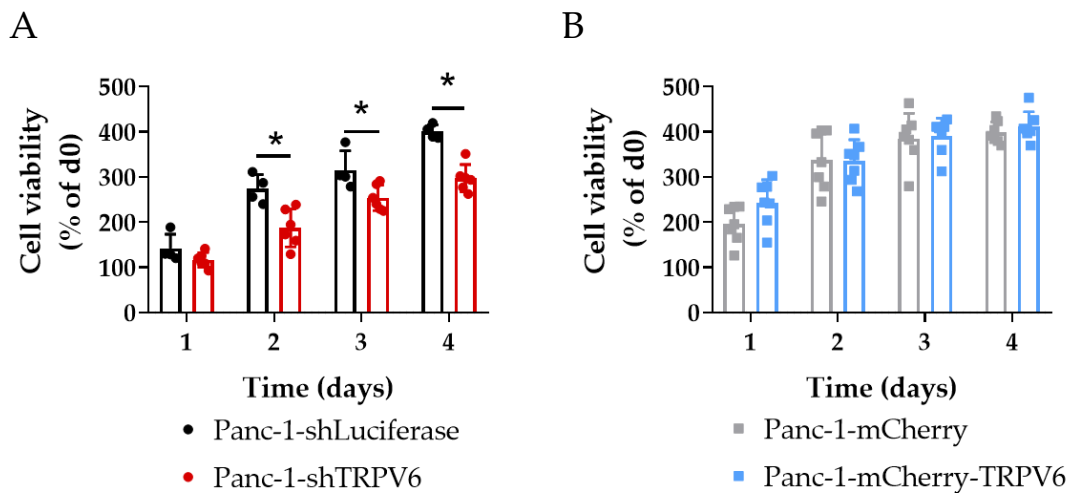 A
Cell viability
(% of d0)
500
400
300
200
100
0
*
*
*
1
2
3
4
Time (days)
Panc-1-shLuciferase
Panc-1-shTRPV6
B
Cell viability
(% of d0)
500
400
300
200
100
0
1
2
3
4
Time (days)
Panc-1-mCherry
Panc-1-mCherry-TRPV6